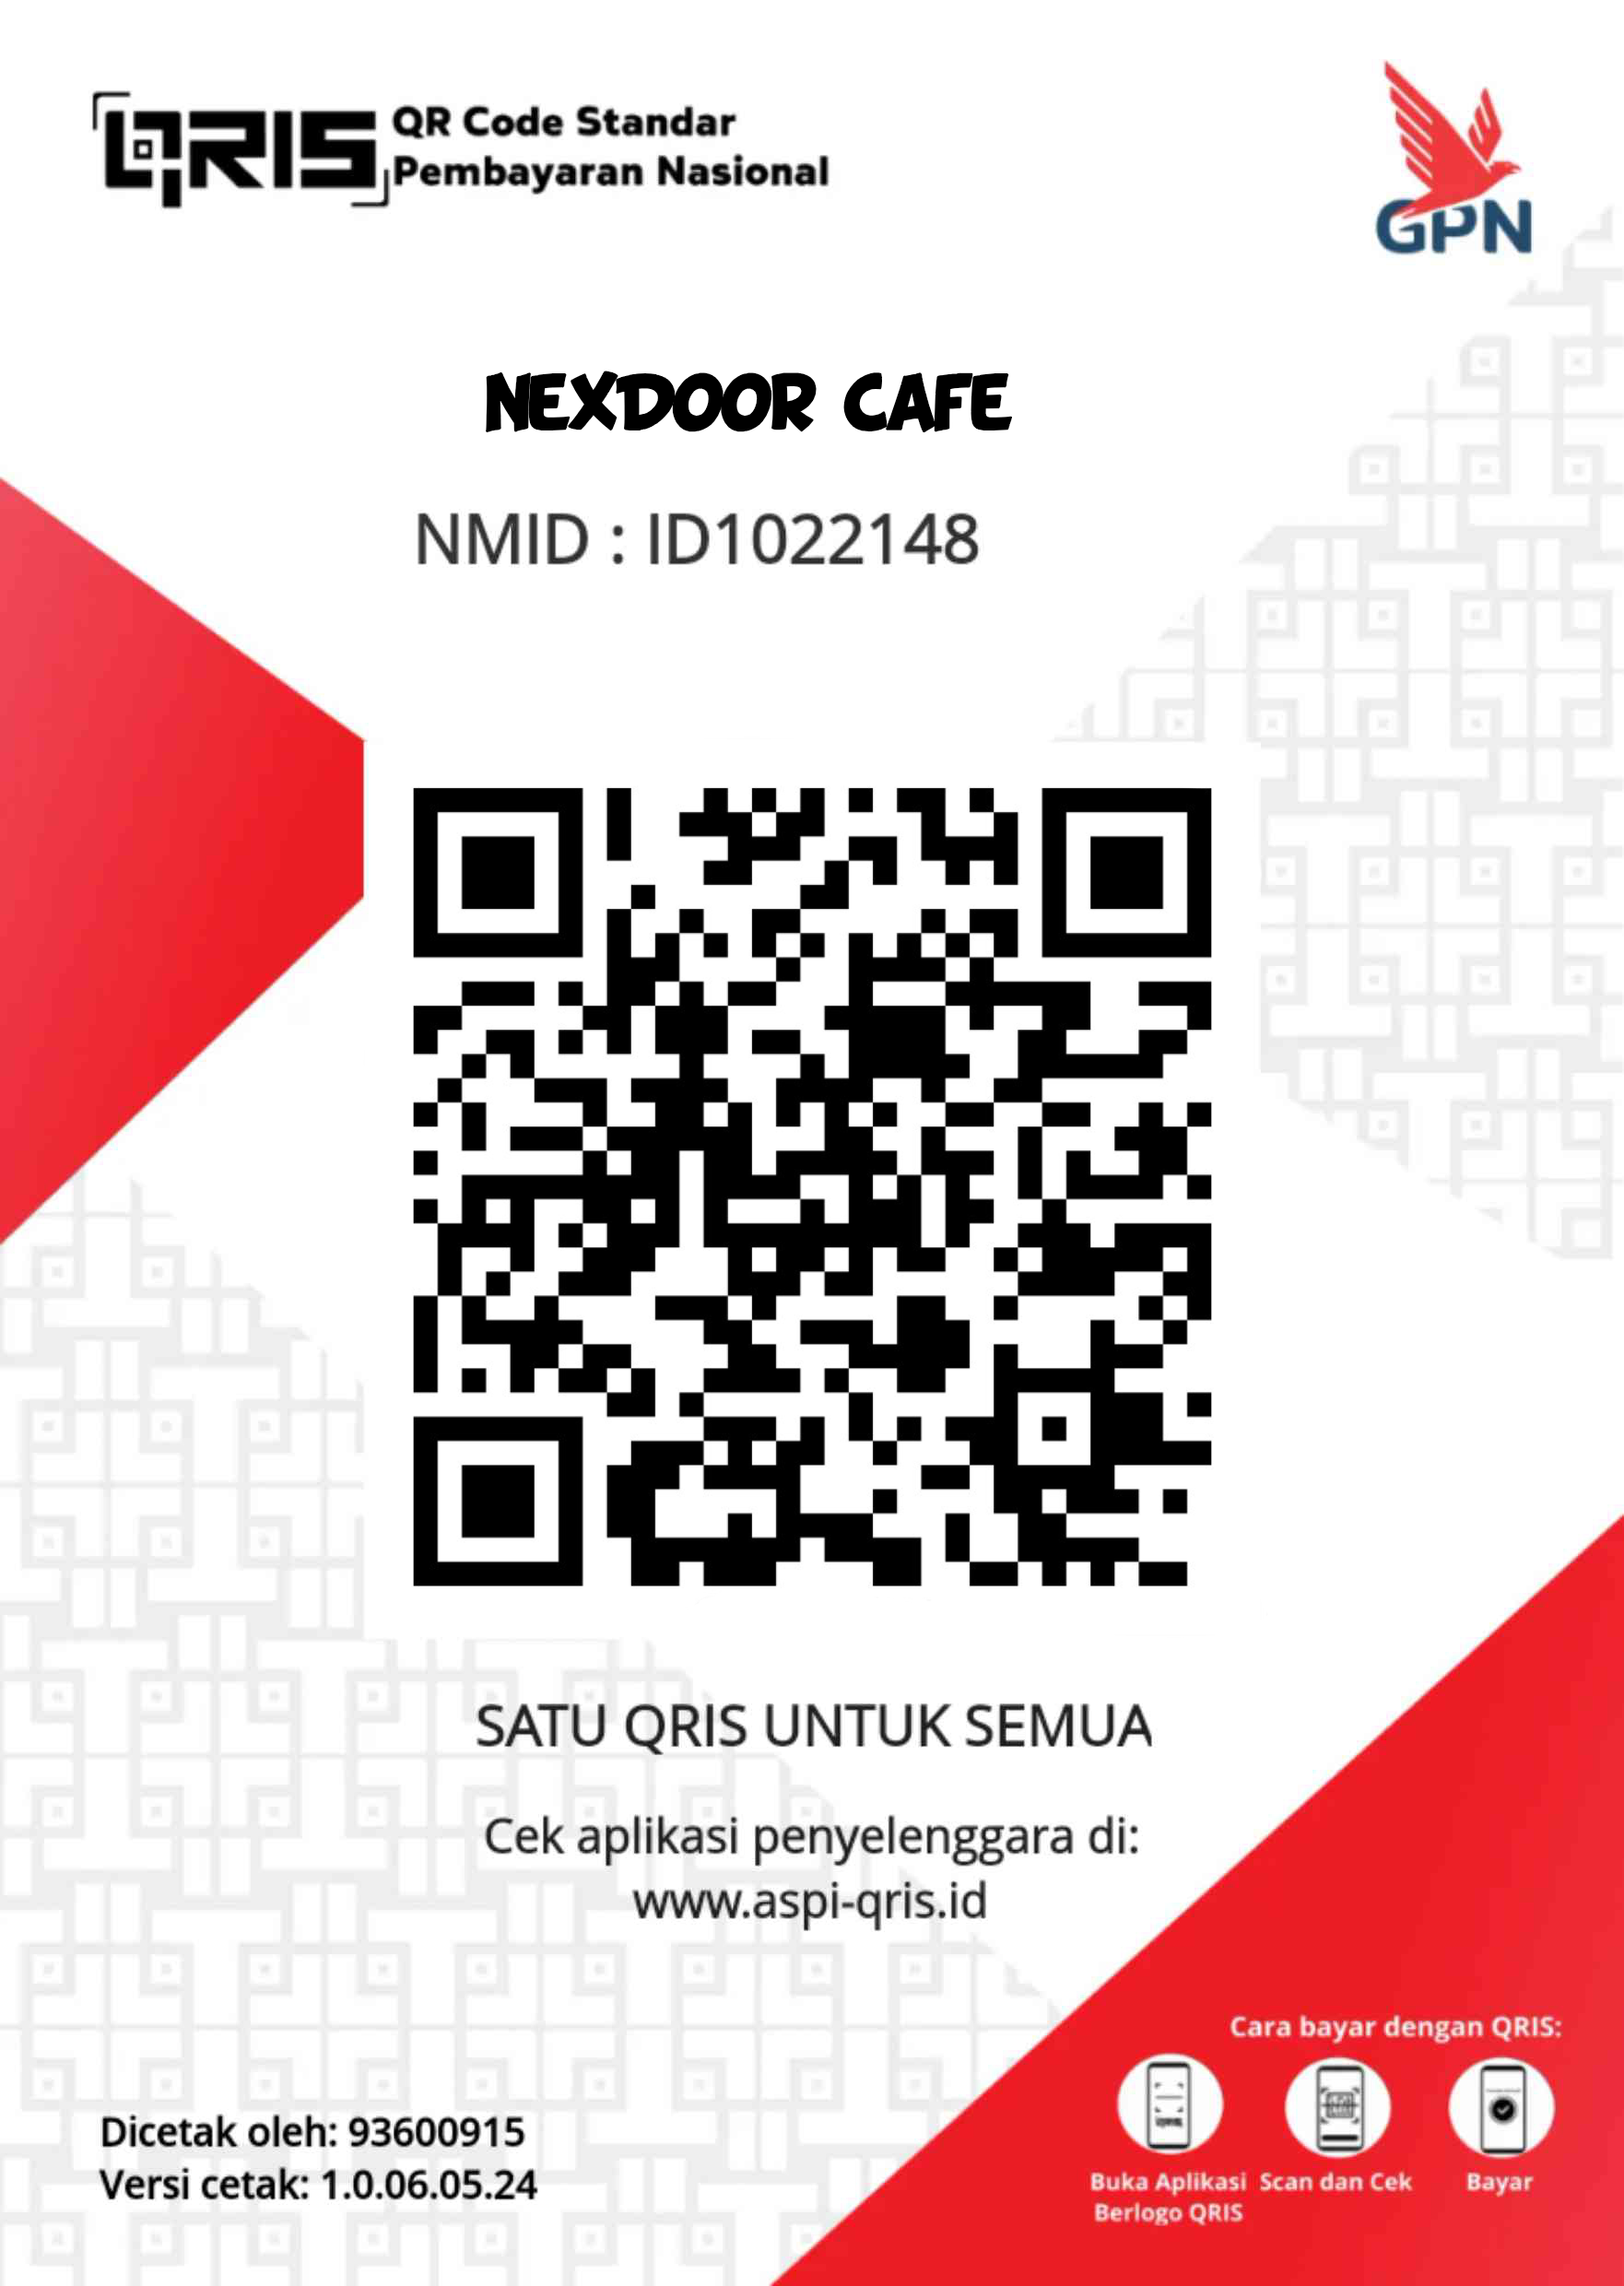 QRIS QR Code Standar
Pembayaran Nasional
GPN
NEXDOOR CAFE
NMID : ID1022148
SATU QRIS UNTUK SEMUA
Cek aplikasi penyelenggara di:
www.aspi-qris.id
Cara bayar dengan QRIS:
Buka Aplikasi
Berlogo QRIS
Scan dan Cek
Bayar
Dicetak oleh: 93600915
Versi cetak: 1.0.06.05.24